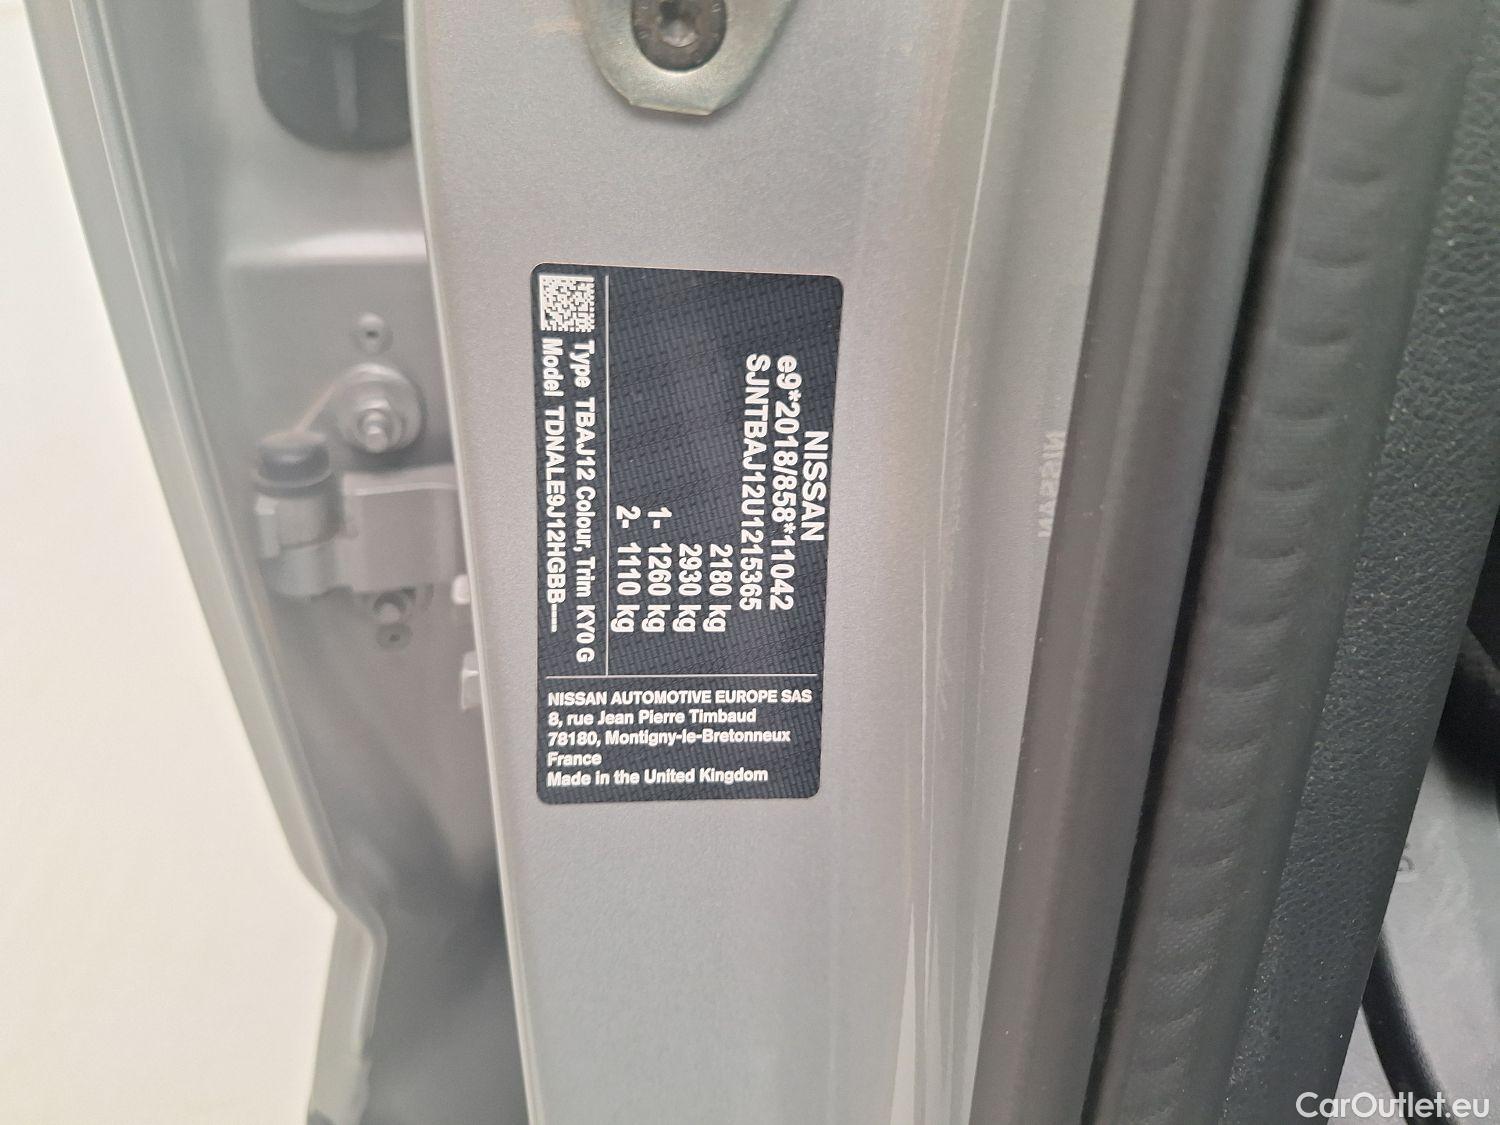 NISSAN
e9*2018/858*11042
SJNTBAJ12U1215365
2180 kg
2930 kg
1- 1260 kg
2- 1110 kg
Type TBAJ12 Colour, Trim KY0 G
Model TDNALE9J12HGBB----
NISSAN AUTOMOTIVE EUROPE SAS
8, rue Jean Pierre Timbaud
78180, Montigny-le-Bretonneux
France
Made in the United Kingdom
CarOutlet.eu